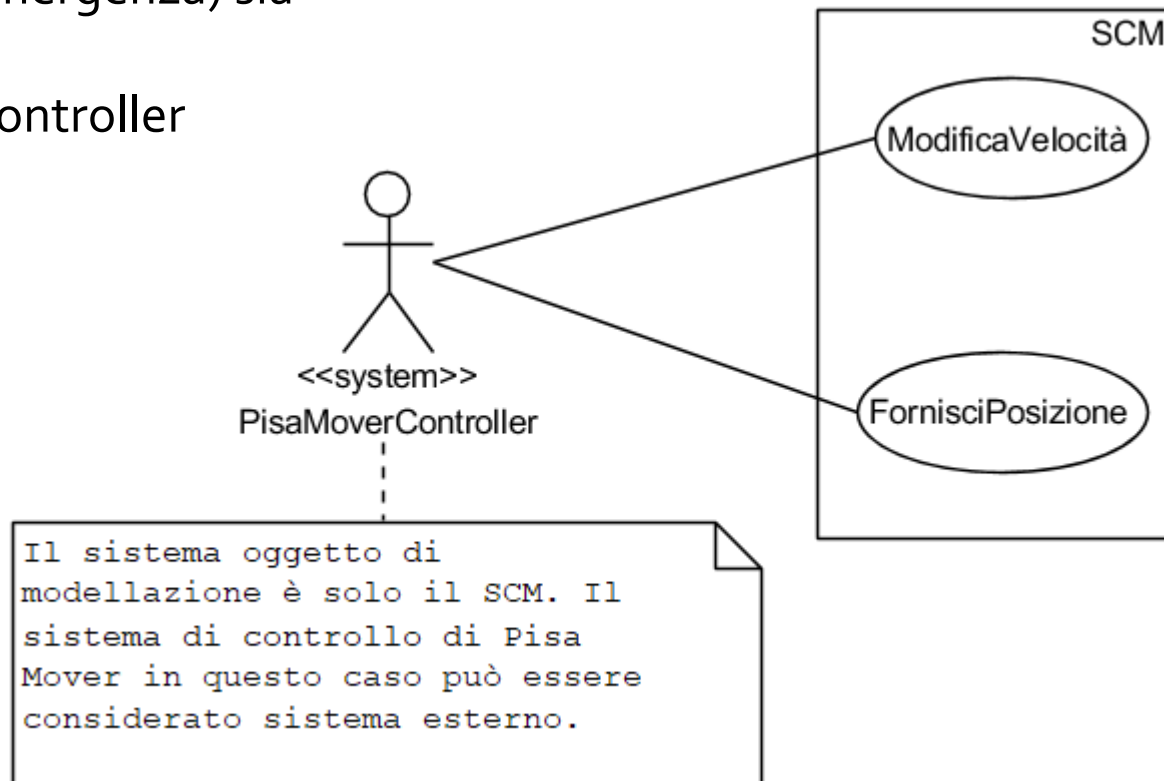 sia
ontroller
SCM
ModificaVelocità
<<system>>
PisaMoverController
FornisciPosizione
Il sistema oggetto di
modellazione è solo il SCM. Il
sistema di controllo di Pisa
Mover in questo caso può essere
considerato sistema esterno.